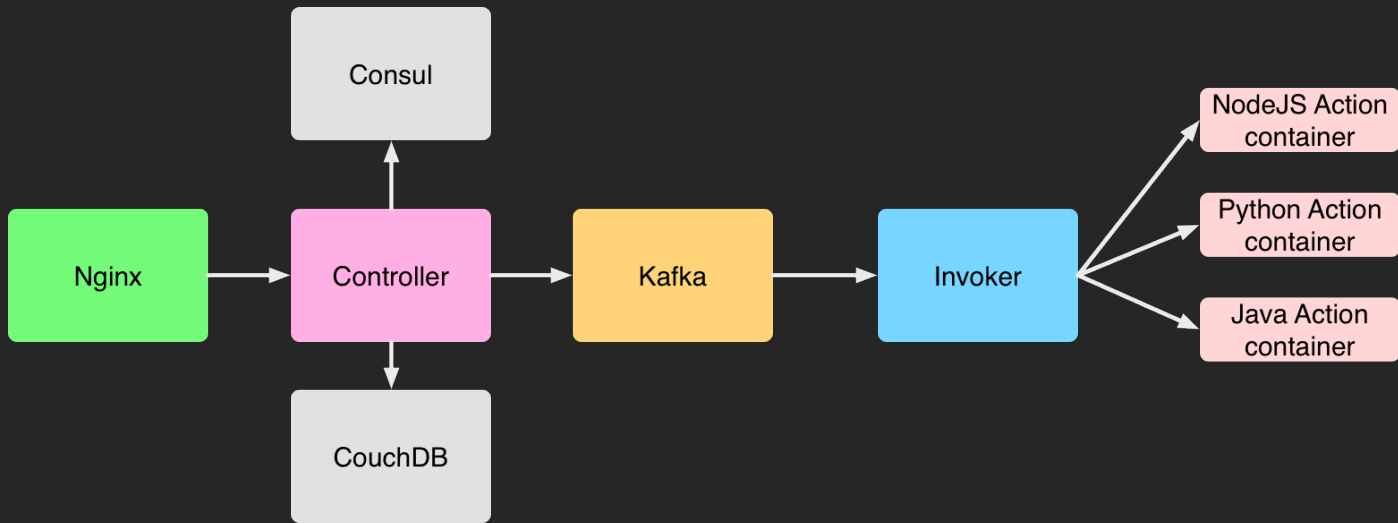 Consul
Nginx
Controller
Kafka
Invoker
CouchDB
NodeJS Action
container
Python Action
container
Java Action
container